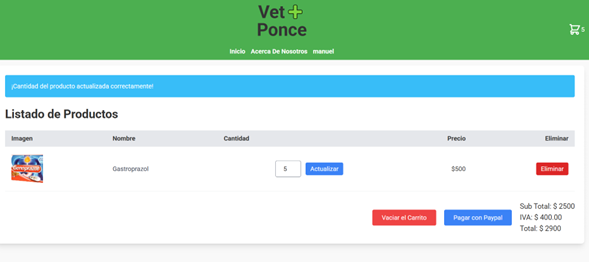 Vet
Ponce
5
Inicio Acerca De Nosotros manuel
¡Cantidad del producto actualizada correctamente!
Listado de Productos
Imagen Nombre Cantidad Precio Eliminar
Gastroprazol 5 Actualizar $500 Eliminar
Vaciar el Carrito Pagar con Paypal
Sub Total: $ 2500
IVA: $ 400.00
Total: $ 2900